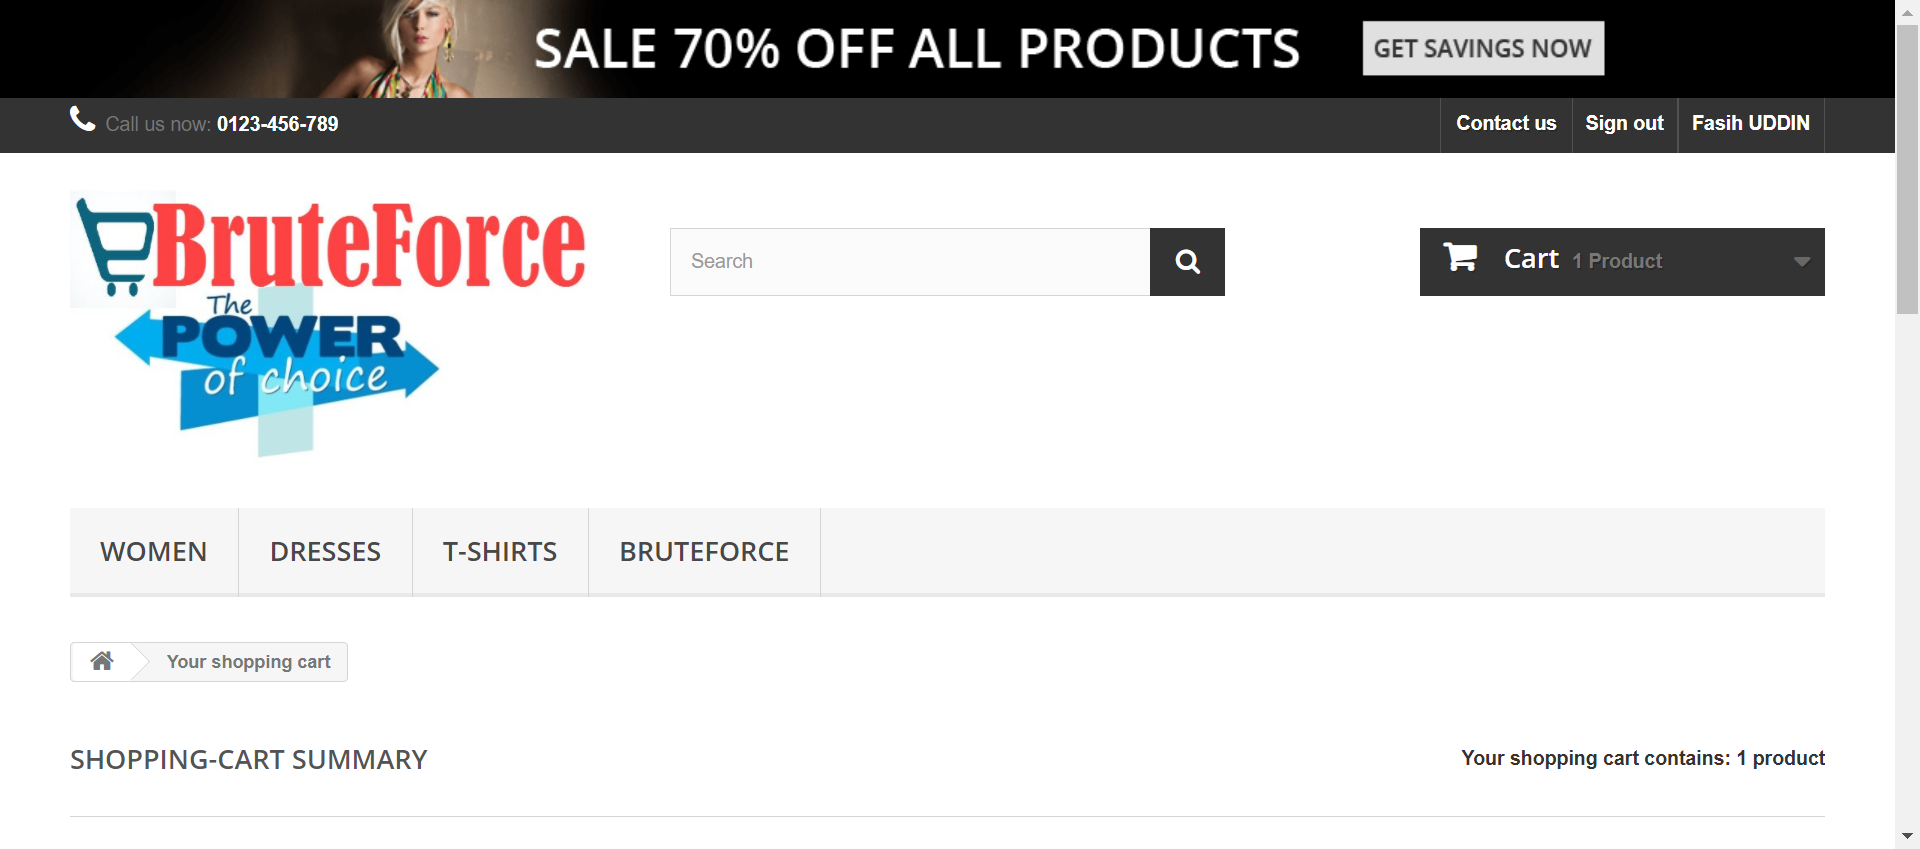 SALE 70% OFF ALL PRODUCTS GET SAVINGS NOW
Call us now: 0123-456-789 Contact us Sign out Fasih UDDIN
BruteForce
The
POWER
of choice
Search
Cart 1 Product
WOMEN DRESSES T-SHIRTS BRUTEFORCE
Your shopping cart
SHOPPING-CART SUMMARY Your shopping cart contains: 1 product